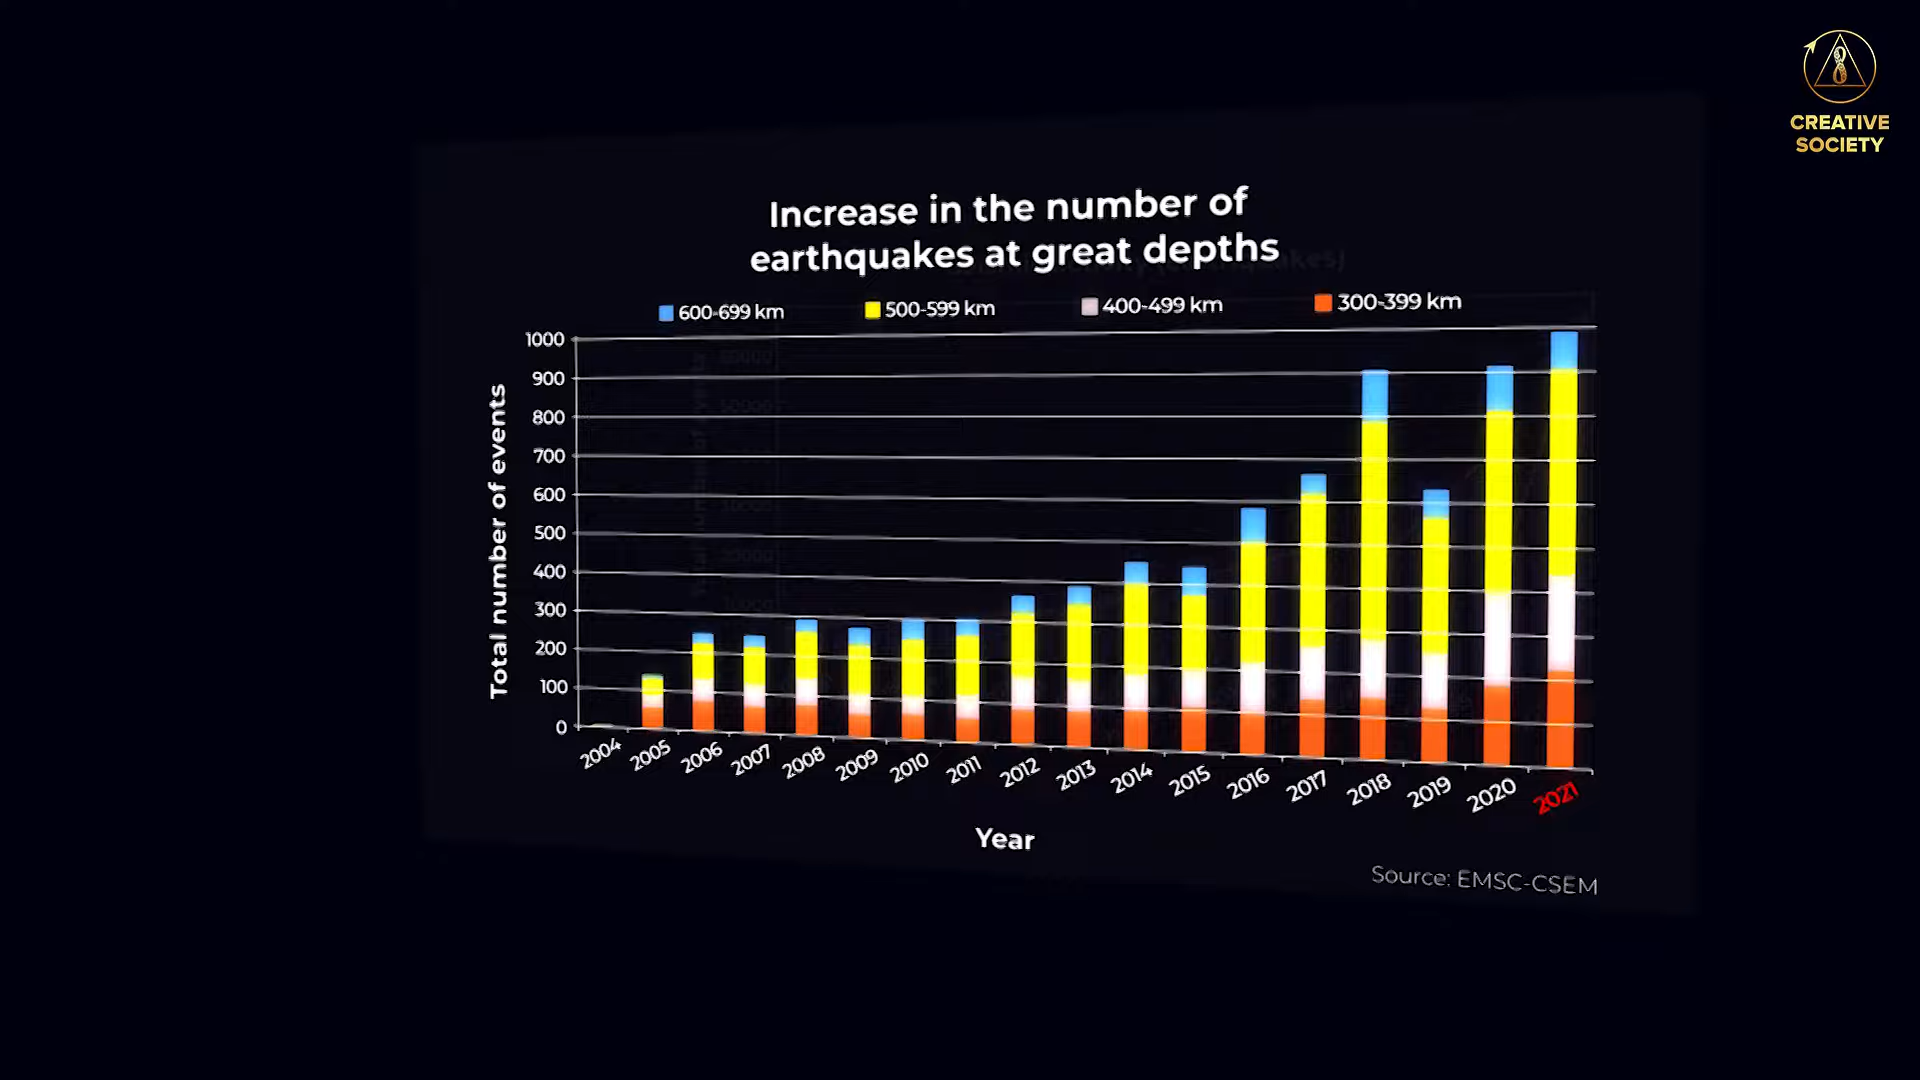 CREATIVE
SOCIETY
Increase in the number of
earthquakes at great depths
600-699 km 500-599 km 400-499 km 300-399 km
1000
900
800
700
600
500
400
300
200
100
0
Total number of events
2004 2005 2006 2007 2008 2009 2010 2011 2012 2013 2014 2015 2016 2017 2018 2019 2020 2021
Year
Source: EMSC-CSEM